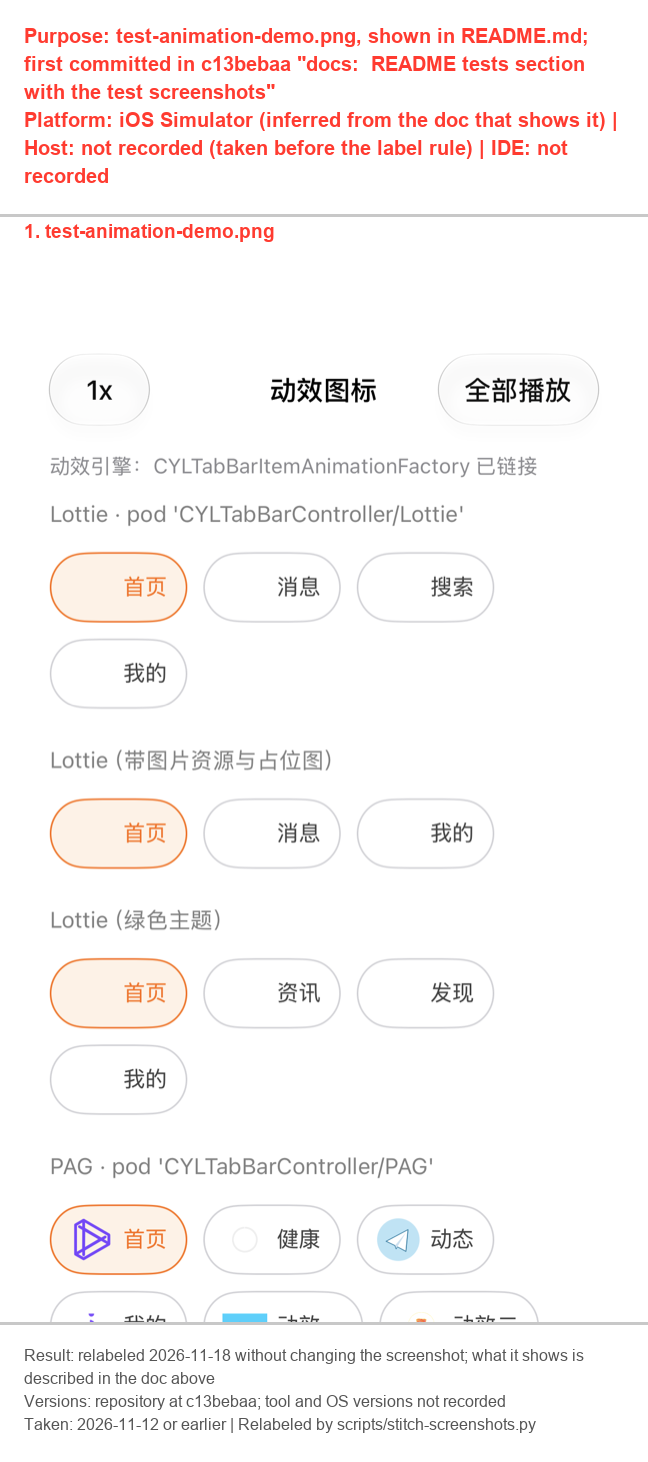 Purpose: test-animation-demo.png, shown in README.md;
first committed in c13bebaa "docs:  README tests section
with the test screenshots"
Platform: iOS Simulator (inferred from the doc that shows it) |
Host: not recorded (taken before the label rule) | IDE: not
recorded
1. test-animation-demo.png
1x 动效图标 全部播放
动效引擎：CYLTabBarItemAnimationFactory 已链接
Lottie · pod 'CYLTabBarController/Lottie'
首页 消息 搜索
我的
Lottie (带图片资源与占位图)
首页 消息 我的
Lottie (绿色主题)
首页 资讯 发现
我的
PAG · pod 'CYLTabBarController/PAG'
首页 健康 动态
Result: relabeled 2026-11-18 without changing the screenshot; what it shows is
described in the doc above
Versions: repository at c13bebaa; tool and OS versions not recorded
Taken: 2026-11-12 or earlier | Relabeled by scripts/stitch-screenshots.py